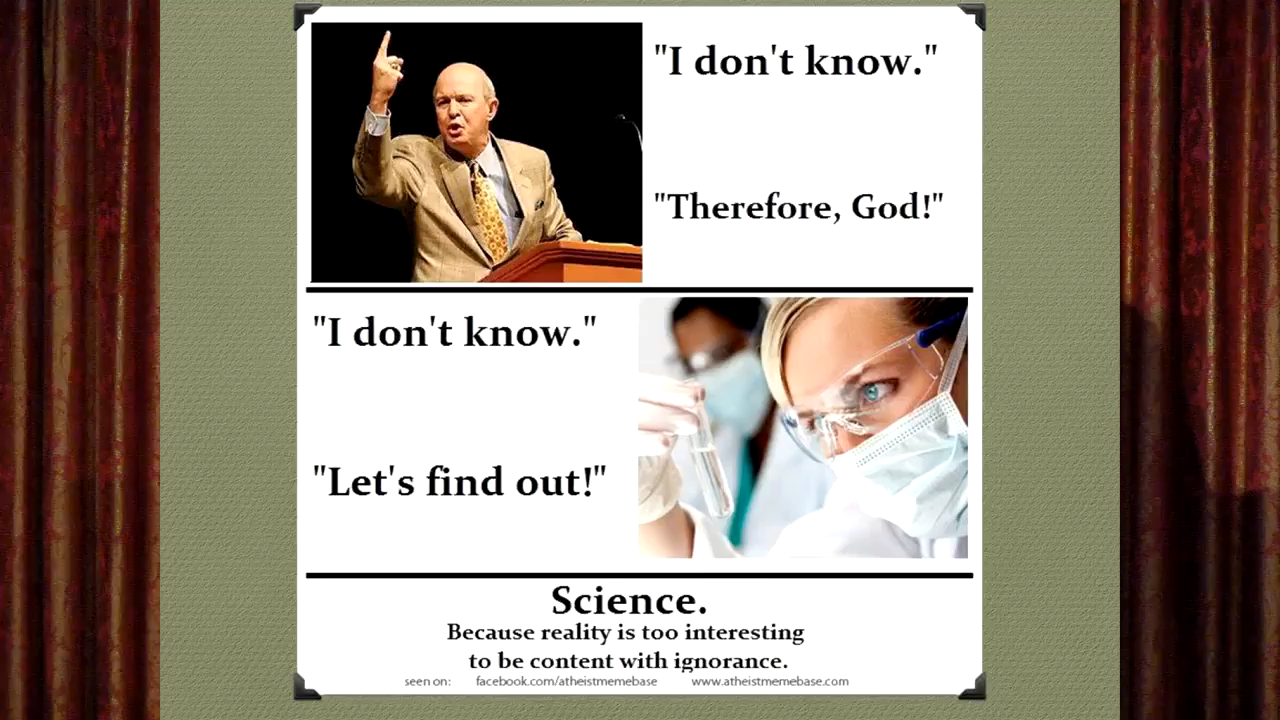 "I don't know."
"Therefore, God!"
"I don't know."
"Let's find out!"
Science.
Because reality is too interesting
to be content with ignorance.
seen on: facebook.com/atheistmemebase www.atheistmemebase.com